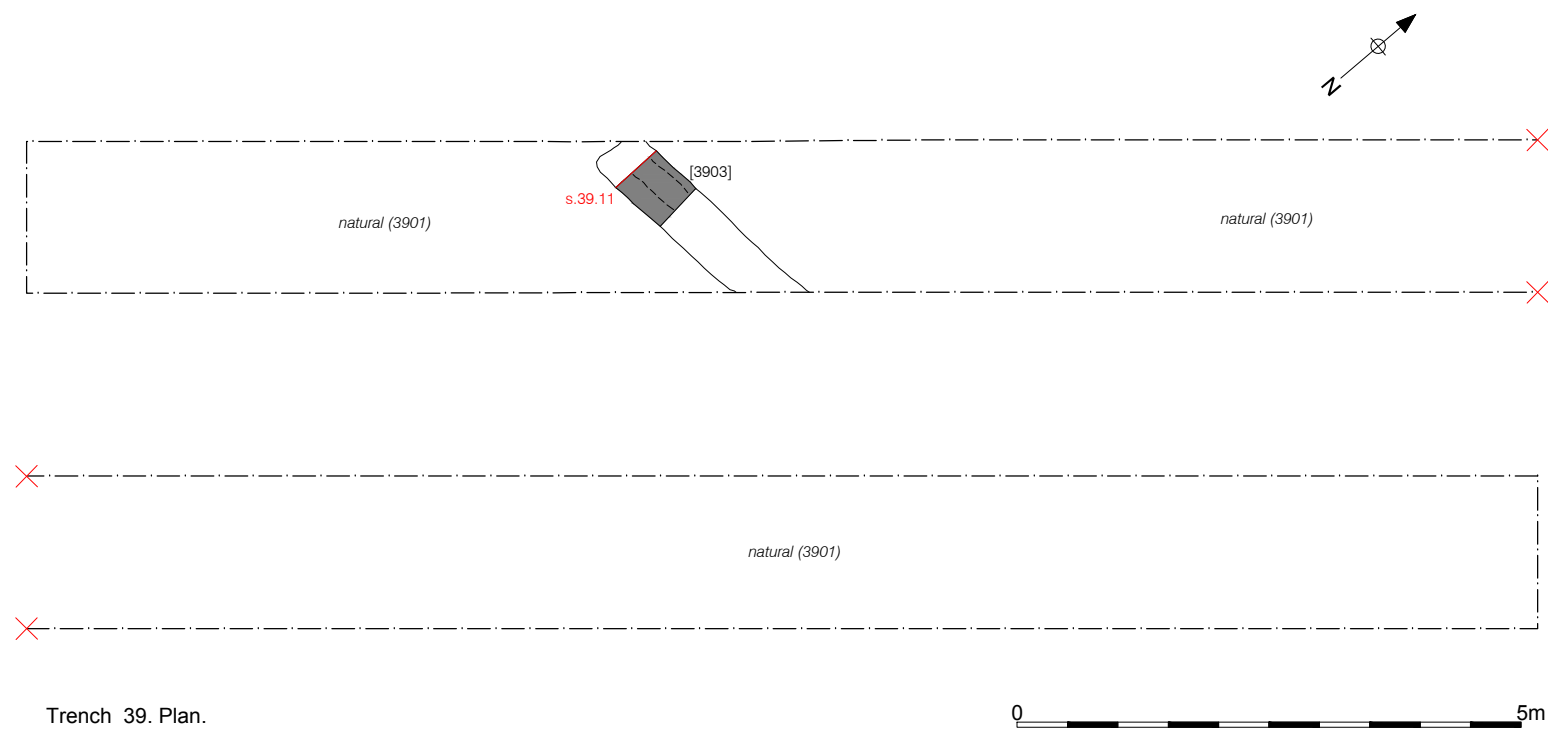 N
[3903]
s.39.11
natural (3901)
natural (3901)
natural (3901)
Trench 39. Plan.
0
5m